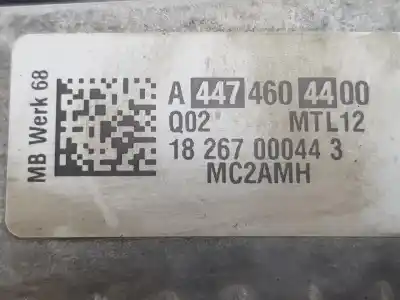 MB Werk 68
A 447 460 44 00
Q02 MTL12
18 267 00044 3
MC2AMH